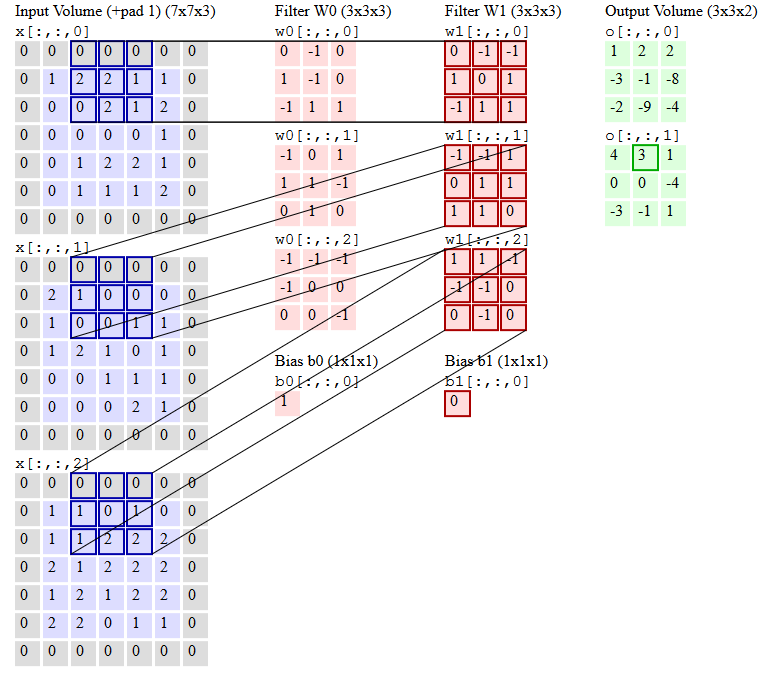 Input Volume (+pad 1) (7x7x3)
x[:,:,0]
0 0 0 0 0 0 0
0 1 2 2 1 1 0
0 0 0 2 1 2 0
0 0 0 0 0 1 0
0 0 1 2 2 1 0
0 0 1 1 1 2 0
0 0 0 0 0 0 0
x[:,:,1]
0 0 0 0 0 0 0
0 2 1 0 0 0 0
0 1 0 0 1 1 0
0 1 2 1 0 1 0
0 0 0 1 1 1 0
0 0 0 0 2 1 0
0 0 0 0 0 0 0
x[:,:,2]
0 0 0 0 0 0 0
0 1 1 0 1 0 0
0 1 1 2 2 2 0
0 2 1 2 2 2 0
0 1 2 1 2 2 0
0 2 2 0 1 1 0
0 0 0 0 0 0 0
Filter W0 (3x3x3)
w0[:,:,0]
0 -1 0
1 -1 0
-1 1 1
w0[:,:,1]
-1 0 1
1 1 -1
0 1 0
w0[:,:,2]
-1 -1 -1
-1 0 0
0 0 -1
Bias b0 (1x1x1)
b0[:,:,0]
1
Filter W1 (3x3x3)
w1[:,:,0]
0 -1 -1
1 0 1
-1 1 1
w1[:,:,1]
-1 -1 1
0 1 1
1 1 0
w1[:,:,2]
1 1 -1
-1 -1 0
0 -1 0
Bias b1 (1x1x1)
b1[:,:,0]
0
Output Volume (3x3x2)
o[:,:,0]
1 2 2
-3 -1 -8
-2 -9 -4
o[:,:,1]
4 3 1
0 0 -4
-3 -1 1